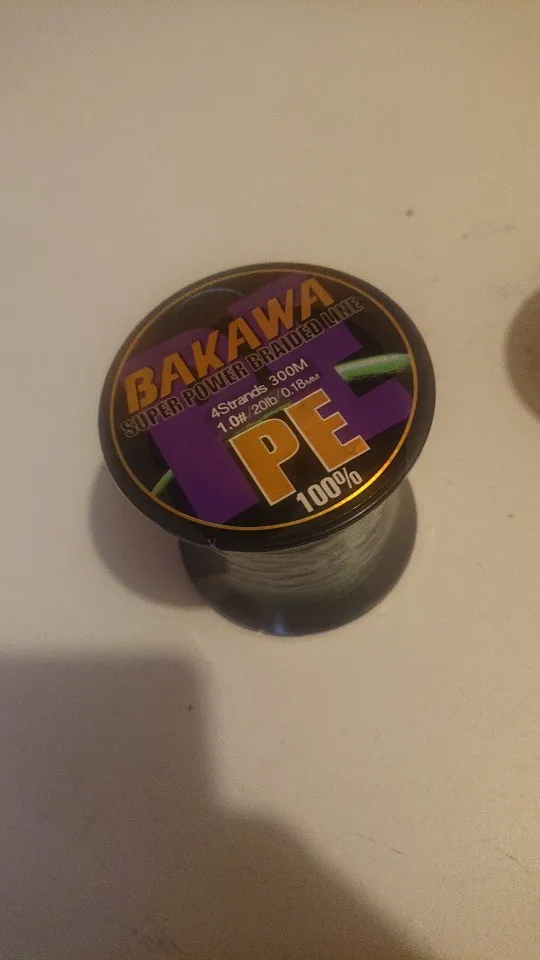 BAKAWA
SUPER POWER BRAIDED LINE
4Strands 300M
1.0#/20lb/0.18MM
PE
100%